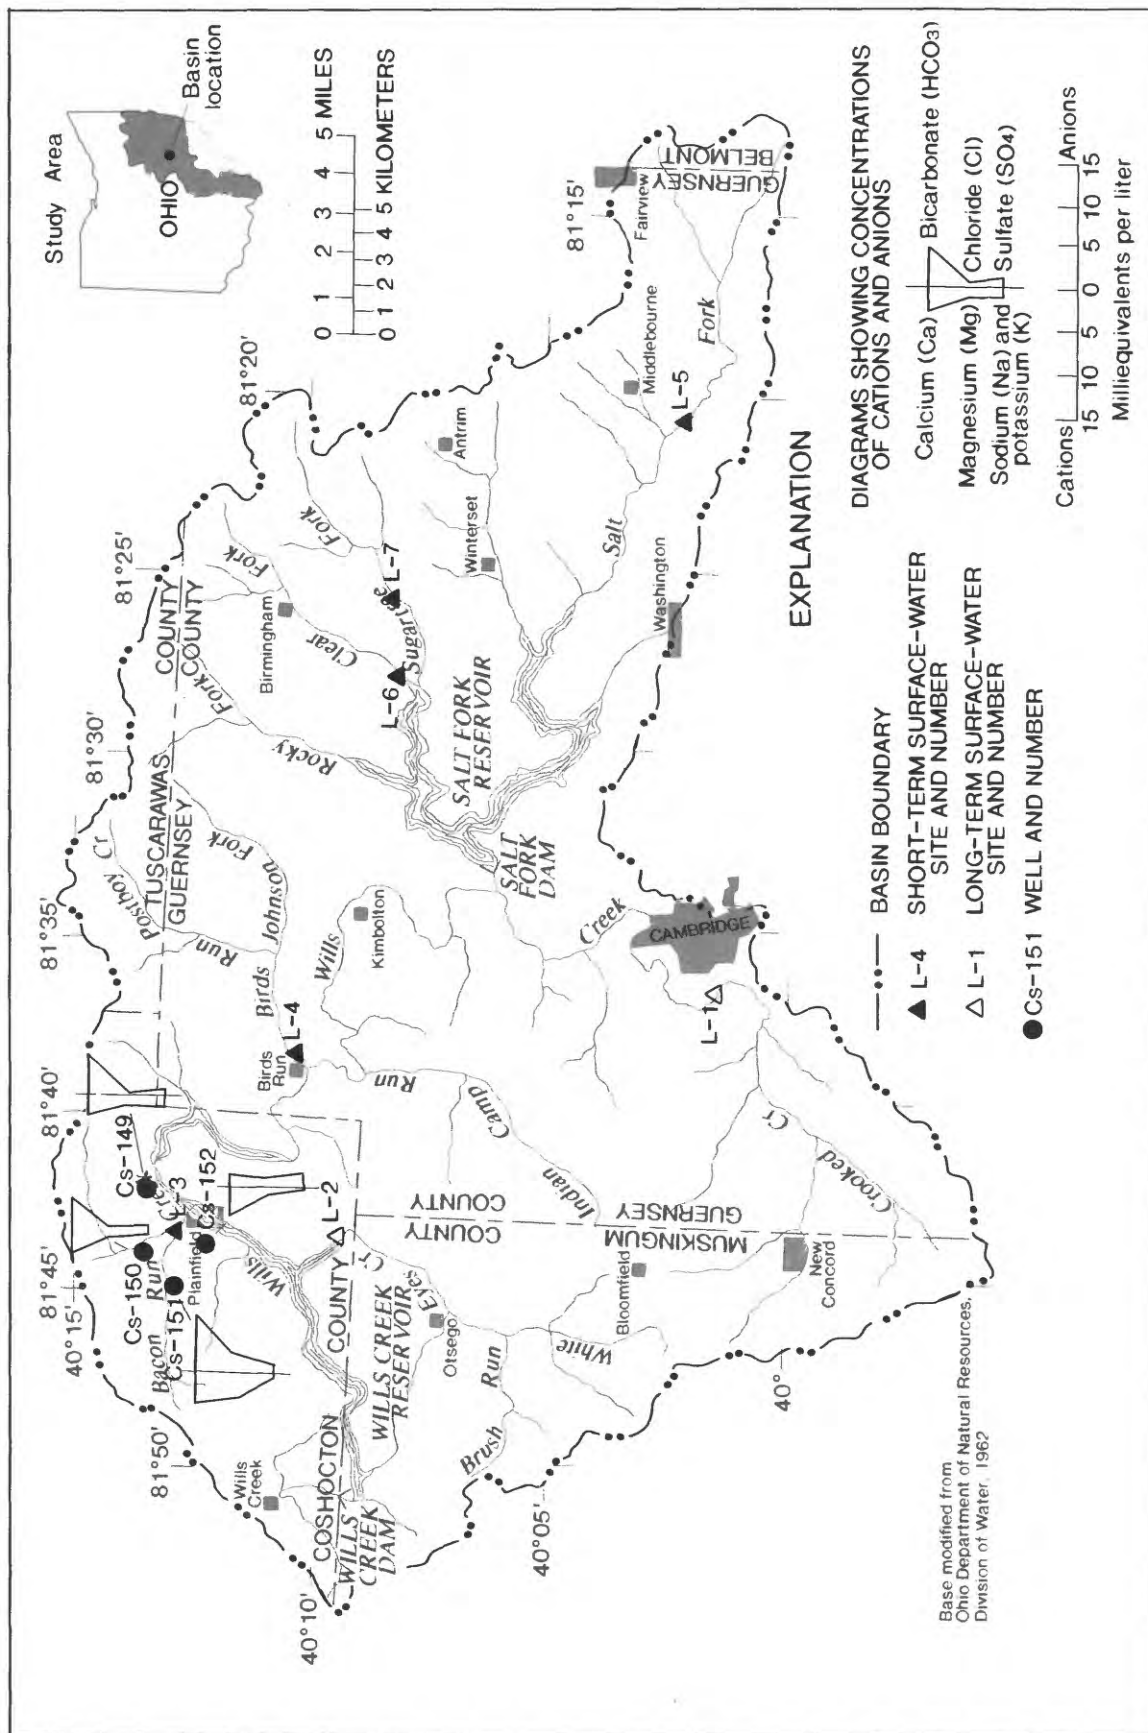 Study Area
OHIO
Basin
location
0 1 2 3 4 5 MILES
0 1 2 3 4 5 KILOMETERS
81°15'
81°20'
81°25'
81°30'
81°35'
81°40'
81°45'
81°50'
40°15'
40°10'
40°05'
40°
TUSCARAWAS COUNTY
GUERNSEY COUNTY
Postboy Cr
Run
Johnson Fork
Birds
Birds
Run
L-4
Rocky Fork
Clear Fork
Birmingham
Sugartree Fork
L-6
L-7
Antrim
Winterset
SALT FORK
RESERVOIR
SALT
FORK
DAM
Salt Fork
L-5
Middlebourne
Fairview
GUERNSEY
BELMONT
Washington
Wills
Kimbolton
Creek
CAMBRIDGE
L-1
Indian Camp Run
Crooked Cr
MUSKINGUM COUNTY
GUERNSEY COUNTY
New
Concord
Bloomfield
White Eyes Cr
Otsego
Brush Run
L-2
WILLS CREEK
RESERVOIR
COSHOCTON COUNTY
WILLS
CREEK
DAM
Wills
Creek
Wills Creek
Plainfield
Bacon Run
Cs-149
Cs-150
Cs-151
Cs-152
L-3
Base modified from
Ohio Department of Natural Resources,
Division of Water, 1962
EXPLANATION
BASIN BOUNDARY
L-4 SHORT-TERM SURFACE-WATER
SITE AND NUMBER
L-1 LONG-TERM SURFACE-WATER
SITE AND NUMBER
Cs-151 WELL AND NUMBER
DIAGRAMS SHOWING CONCENTRATIONS
OF CATIONS AND ANIONS
Calcium (Ca) Bicarbonate (HCO3)
Magnesium (Mg) Chloride (Cl)
Sodium (Na) and Sulfate (SO4)
potassium (K)
Cations Anions
15 10 5 0 5 10 15
Milliequivalents per liter